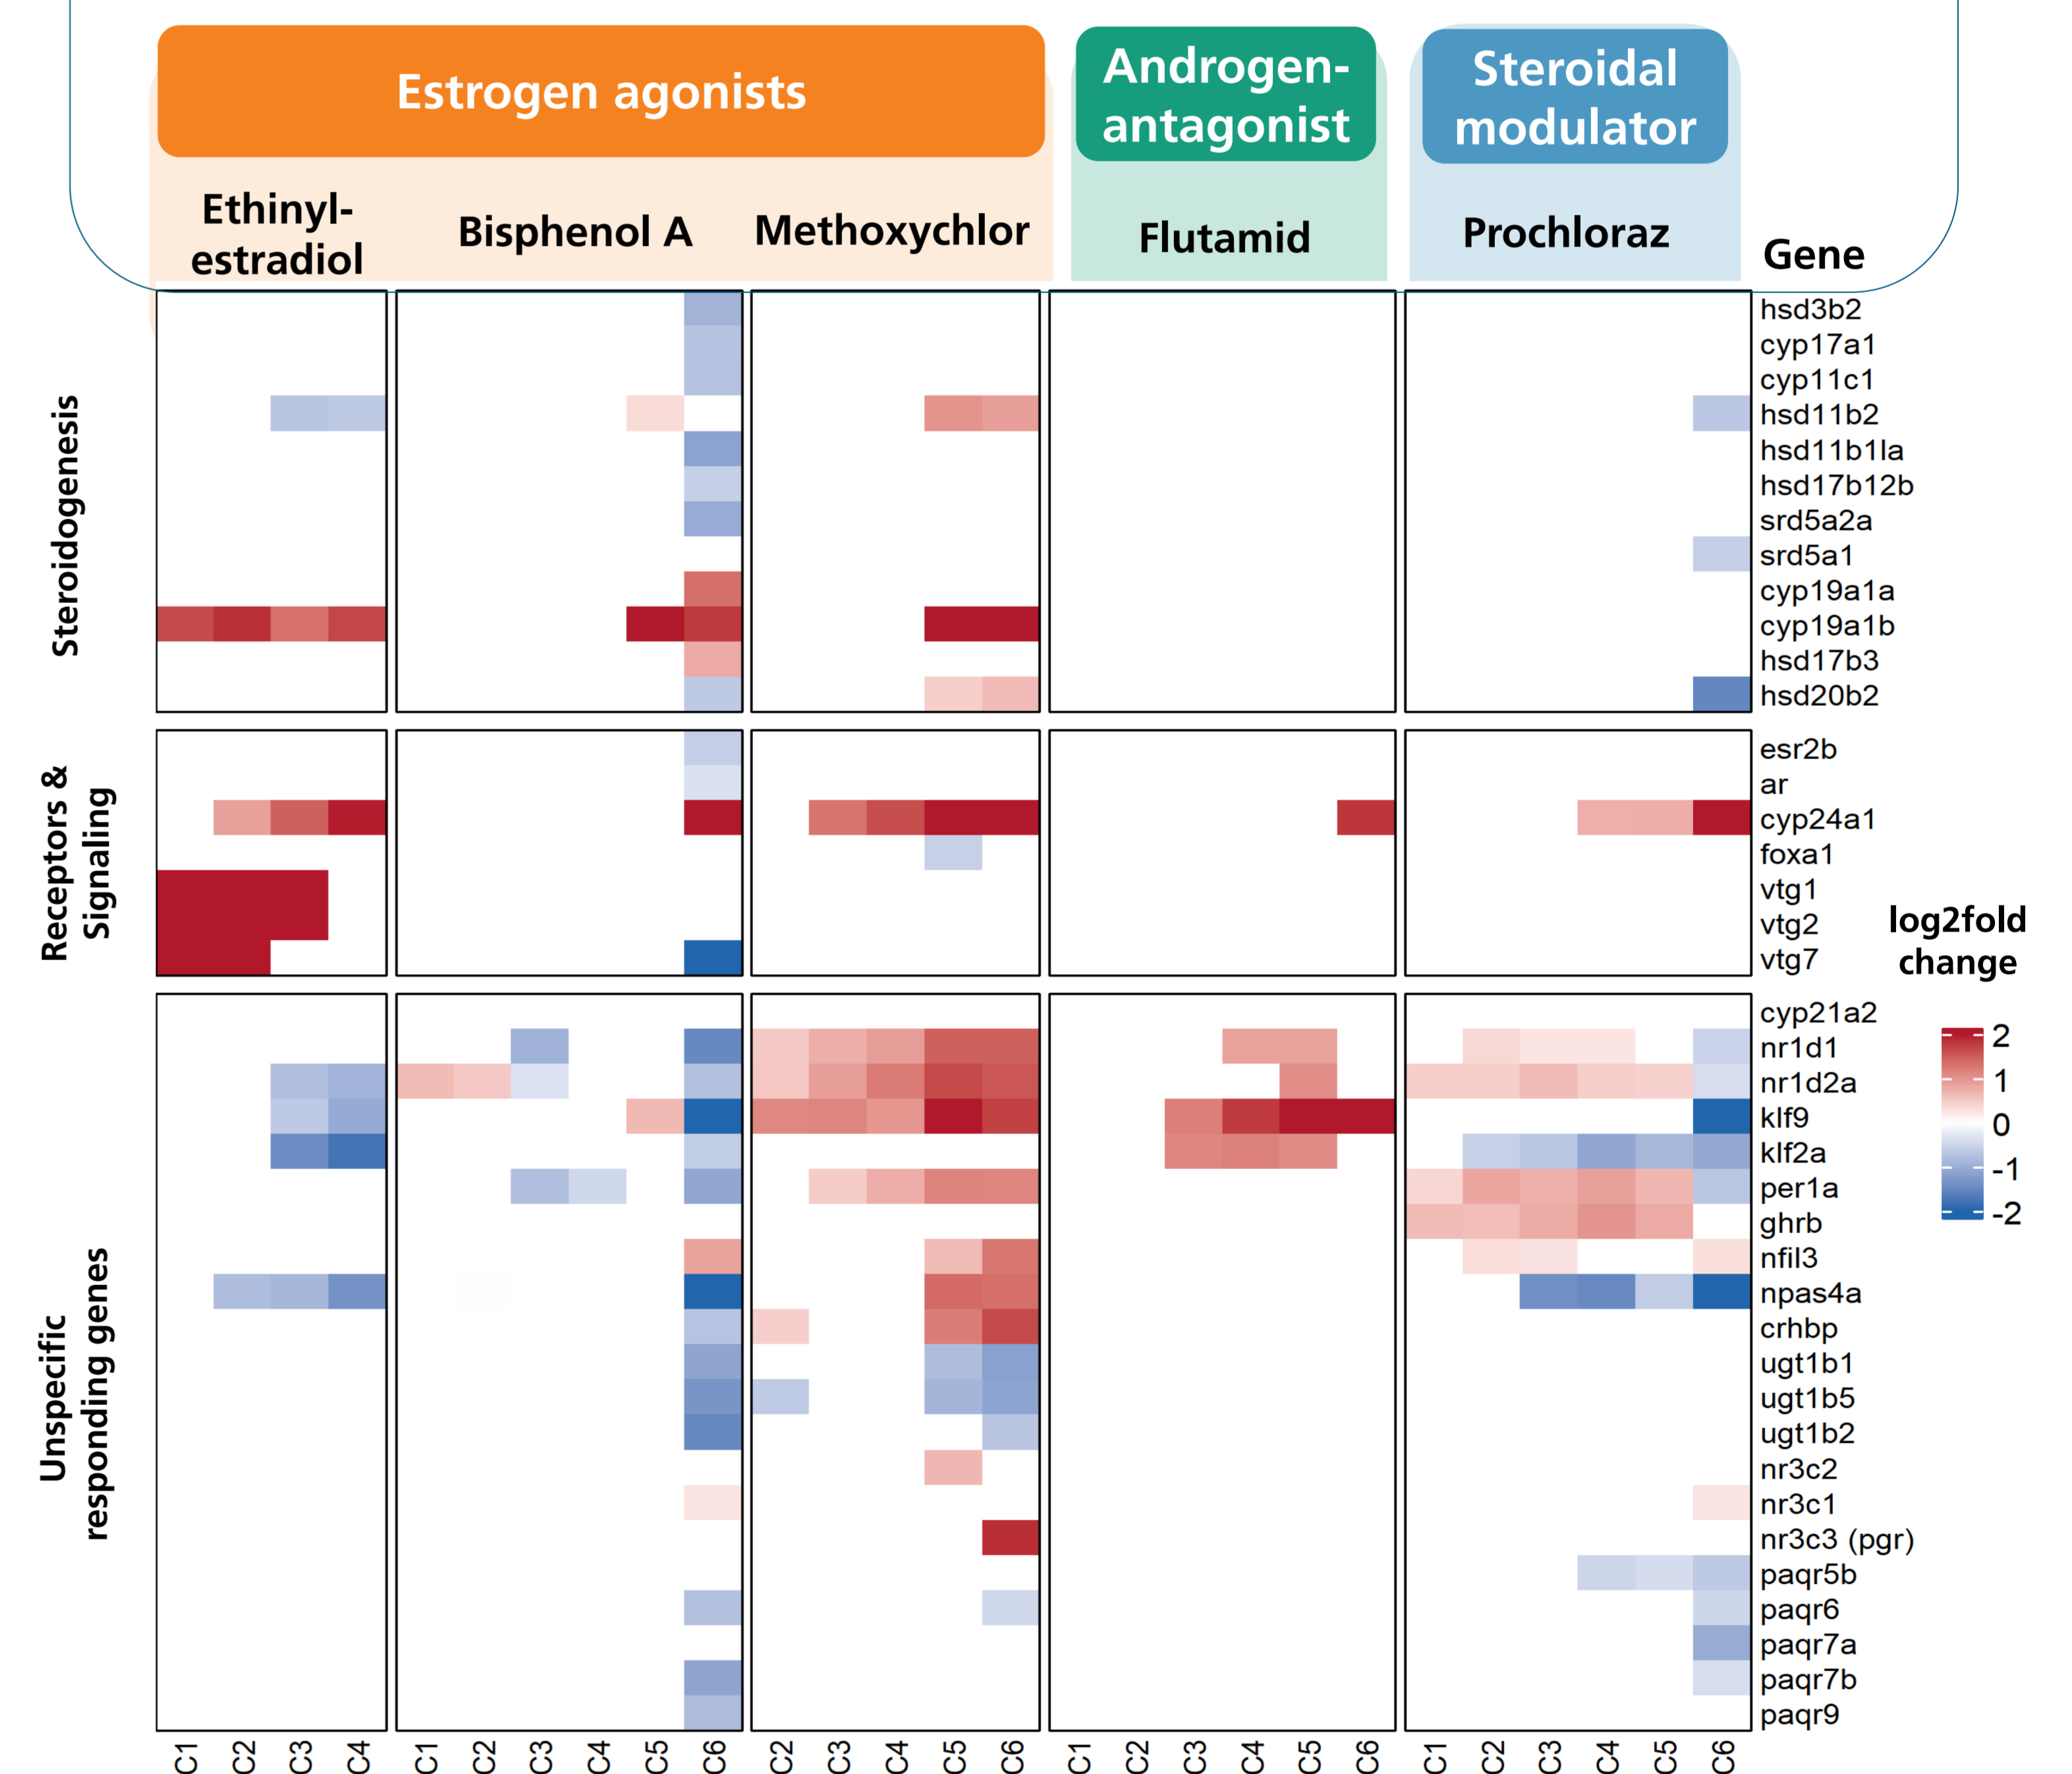 Estrogen agonists
Androgen-
antagonist
Steroidal
modulator
Ethinyl-
estradiol
Bisphenol A
Methoxychlor
Flutamid
Prochloraz
Gene
Steroidogenesis
hsd3b2
cyp17a1
cyp11c1
hsd11b2
hsd11b1la
hsd17b12b
srd5a2a
srd5a1
cyp19a1a
cyp19a1b
hsd17b3
hsd20b2
Receptors &
Signaling
esr2b
ar
cyp24a1
foxa1
vtg1
vtg2
vtg7
Unspecific
responding genes
cyp21a2
nr1d1
nr1d2a
klf9
klf2a
per1a
ghrb
nfil3
npas4a
crhbp
ugt1b1
ugt1b5
ugt1b2
nr3c2
nr3c1
nr3c3 (pgr)
paqr5b
paqr6
paqr7a
paqr7b
paqr9
log2fold
change
2
1
0
-1
-2
C1 C2 C3 C4 C1 C2 C3 C4 C5 C6 C2 C3 C4 C5 C6 C1 C2 C3 C4 C5 C6 C1 C2 C3 C4 C5 C6